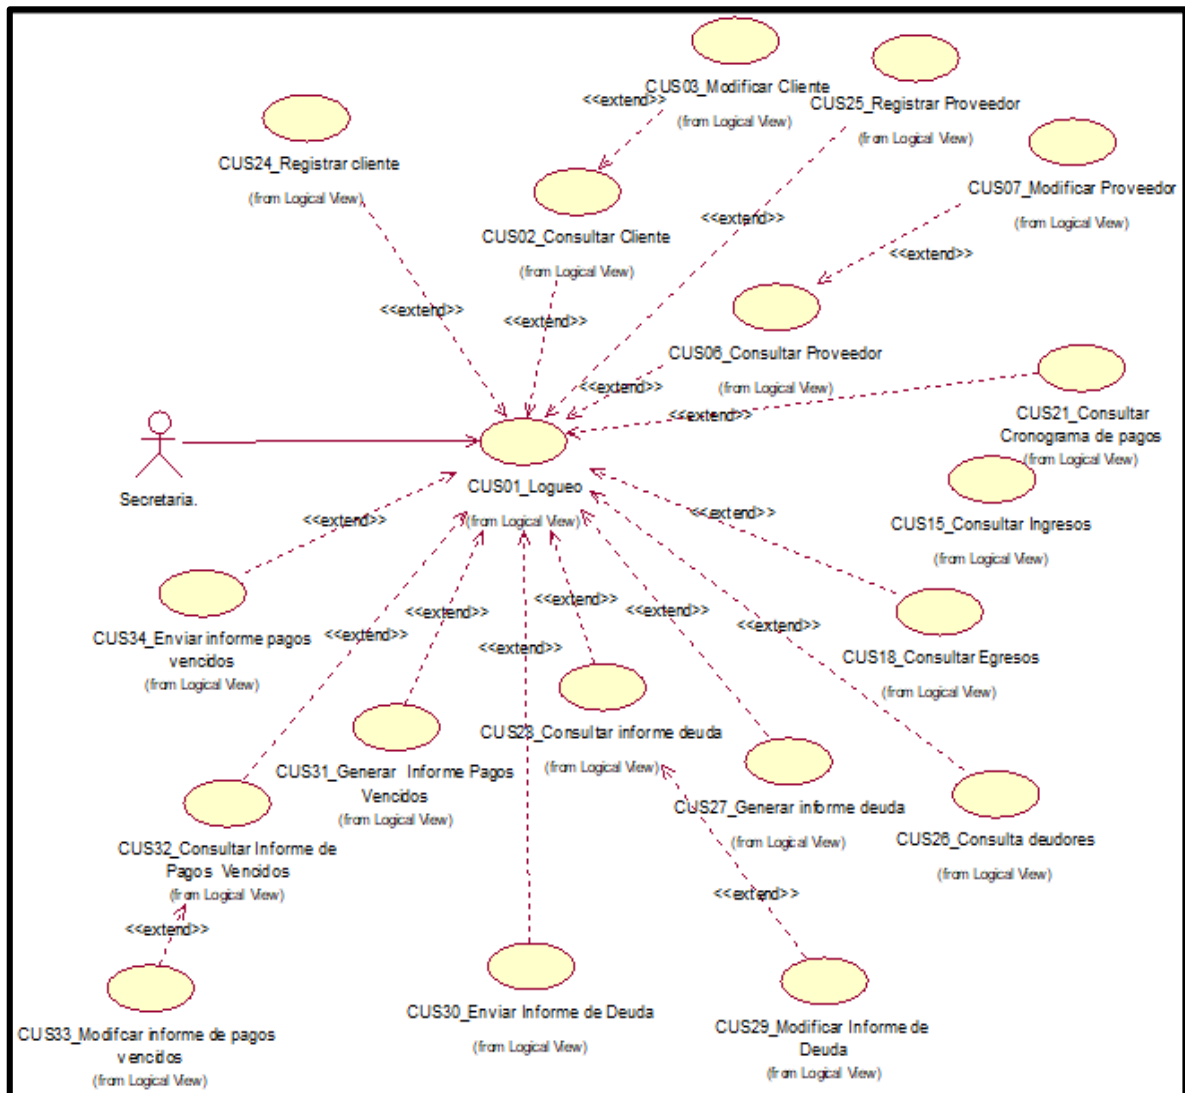 CUS03_Modificar Cliente
(from Logical View)
<<extend>>
CUS25_Registrar Proveedor
(from Logical View)
CUS24_Registrar cliente
(from Logical View)
CUS07_Modificar Proveedor
(from Logical View)
CUS02_Consultar Cliente
(from Logical View)
<<extend>>
<<extend>>
<<extend>>
<<extend>>
CUS06_Consultar Proveedor
(from Logical View)
<<extend>>
<<extend>>
CUS21_Consultar
Cronograma de pagos
(from Logical View)
Secretaria.
CUS01_Logueo
(from Logical View)
CUS15_Consultar Ingresos
(from Logical View)
<<extend>>
<<extend>>
CUS34_Enviar informe pagos
vencidos
(from Logical View)
<<extend>>
<<extend>>
<<extend>>
<<extend>>
<<extend>>
<<extend>>
CUS18_Consultar Egresos
(from Logical View)
CUS28_Consultar informe deuda
(from Logical View)
CUS31_Generar Informe Pagos
Vencidos
(from Logical View)
CUS27_Generar informe deuda
(from Logical View)
CUS26_Consulta deudores
(from Logical View)
CUS32_Consultar Informe de
Pagos Vencidos
(from Logical View)
<<extend>>
<<extend>>
CUS30_Enviar Informe de Deuda
(from Logical View)
CUS29_Modificar Informe de
Deuda
(from Logical View)
CUS33_Modifcar informe de pagos
vencidos
(from Logical View)